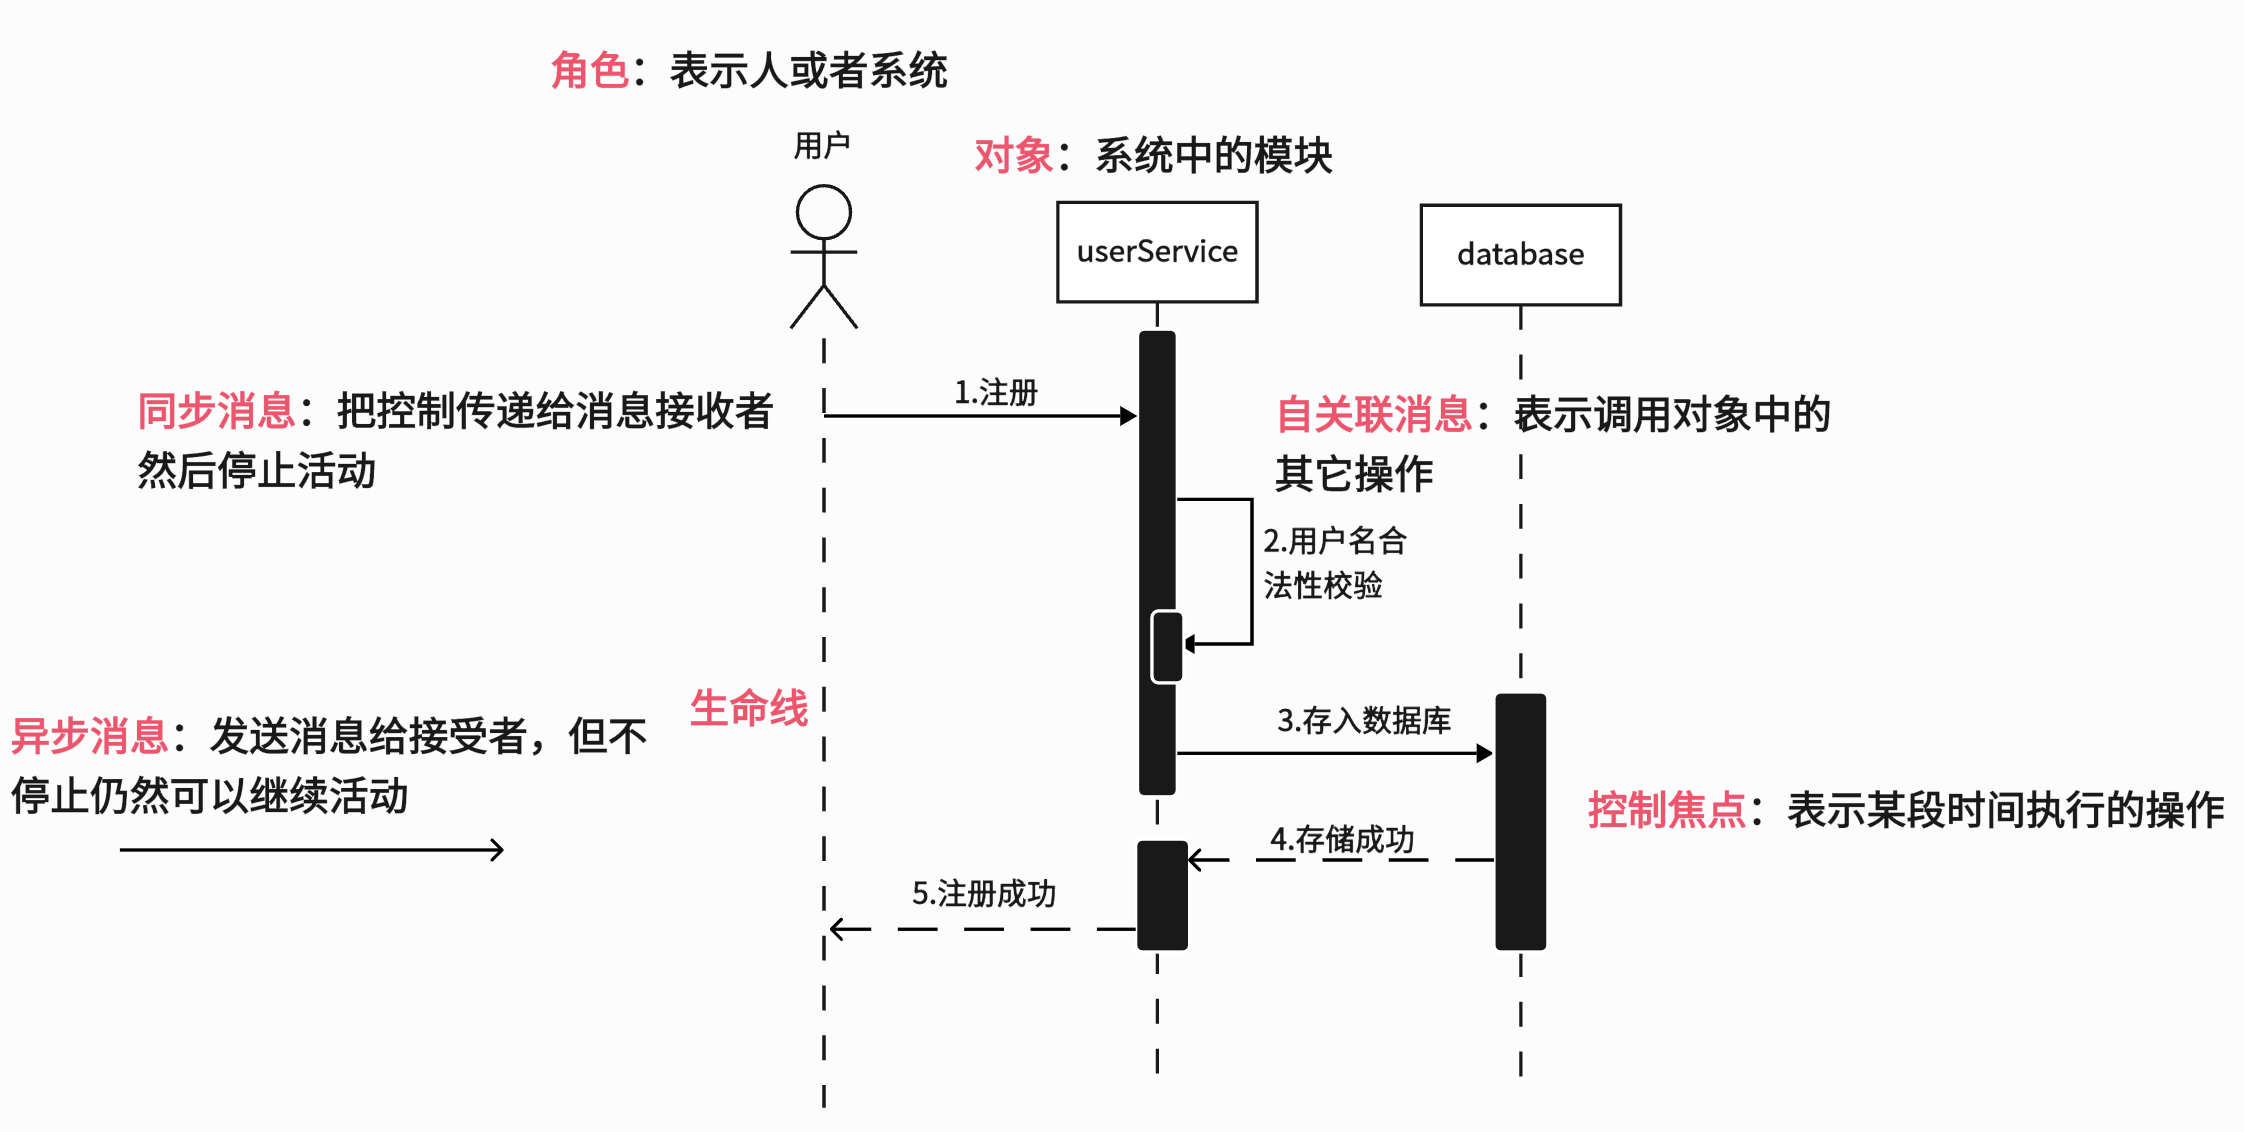 角色：表示人或者系统
用户
对象：系统中的模块
userService
database
1.注册
同步消息：把控制传递给消息接收者
然后停止活动
自关联消息：表示调用对象中的
其它操作
2.用户名合
法性校验
生命线
3.存入数据库
异步消息：发送消息给接受者，但不
停止仍然可以继续活动
控制焦点：表示某段时间执行的操作
4.存储成功
5.注册成功